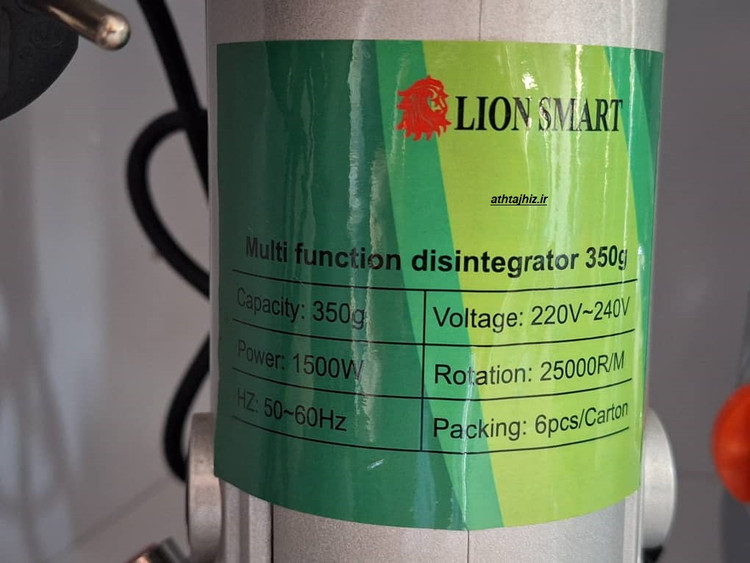 LION SMART
athtajhiz.ir
Multi function disintegrator 350g
Capacity: 350g
Voltage: 220V~240V
Power: 1500W
Rotation: 25000R/M
HZ: 50~60Hz
Packing: 6pcs/Carton